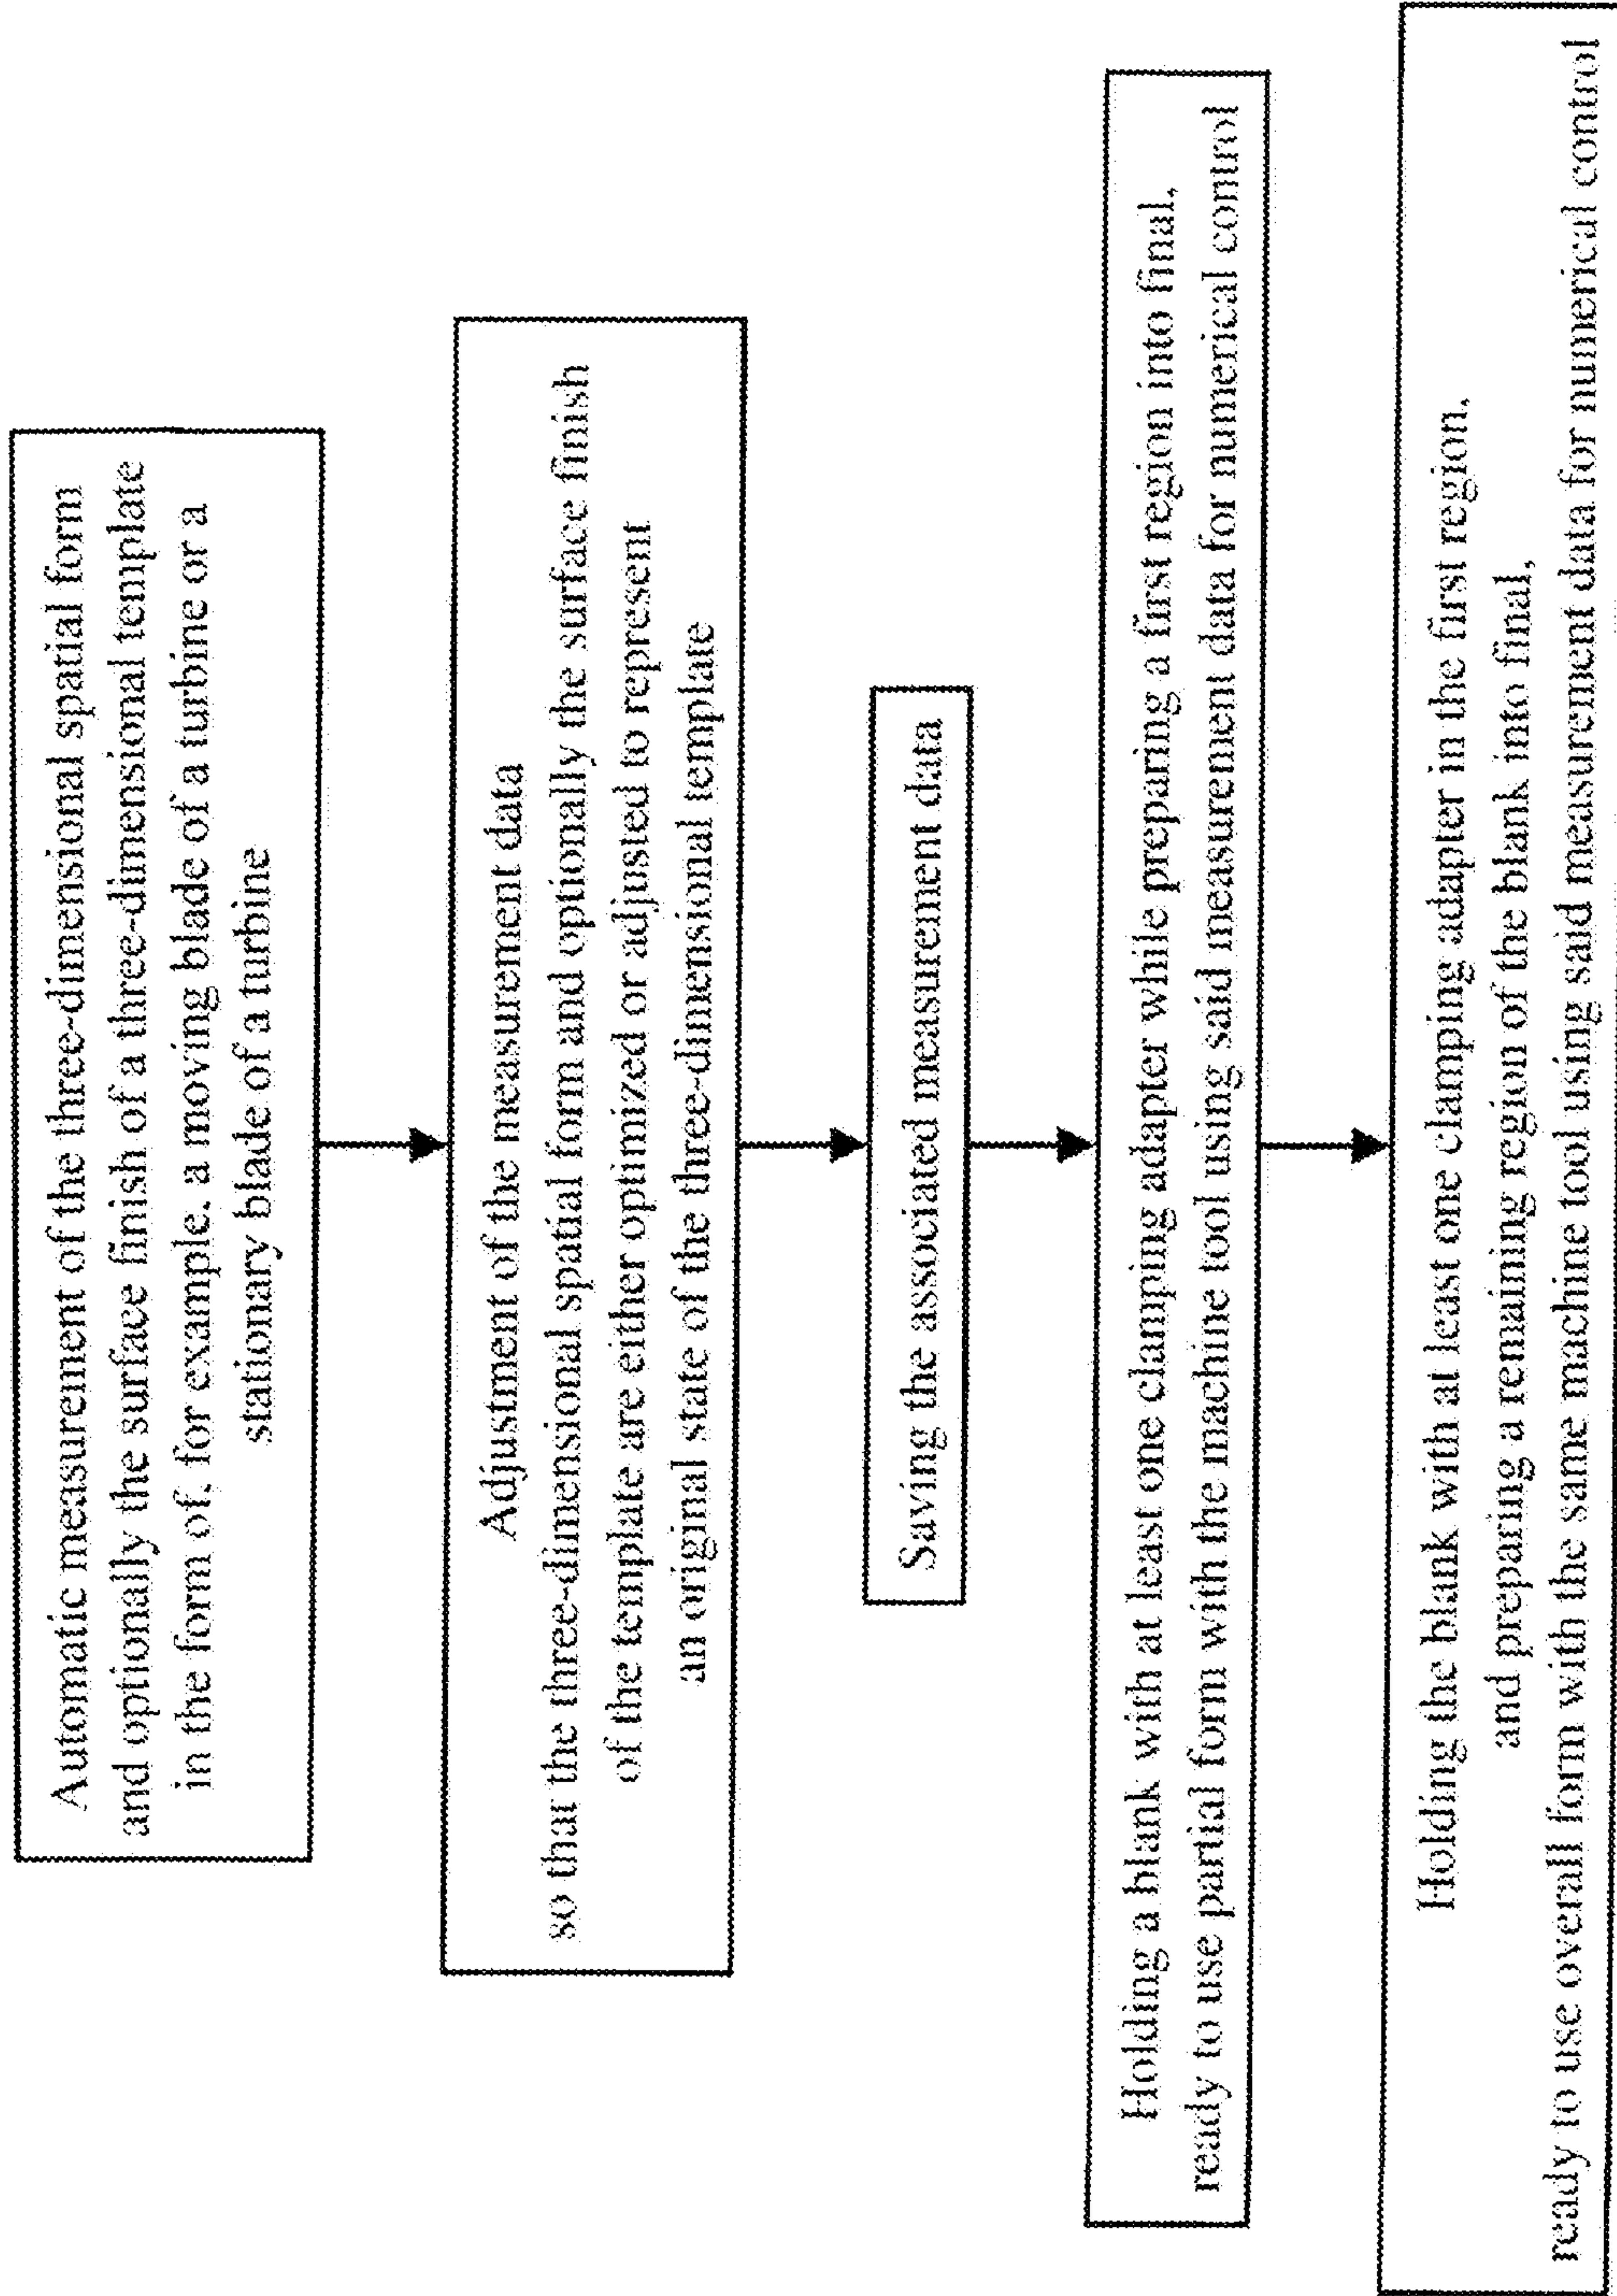 Automatic measurement of the three-dimensional spatial form
and optionally the surface finish of a three-dimensional template
in the form of, for example, a moving blade of a turbine or a
stationary blade of a turbine
Adjustment of the measurement data
so that the three-dimensional spatial form and optionally the surface finish
of the template are either optimized or adjusted to represent
an original state of the three-dimensional template
Saving the associated measurement data
Holding a blank with at least one clamping adapter while preparing a first region into final,
ready to use partial form with the machine tool using said measurement data for numerical control
Holding the blank with at least one clamping adapter in the first region,
and preparing a remaining region of the blank into final,
ready to use overall form with the same machine tool using said measurement data for numerical control